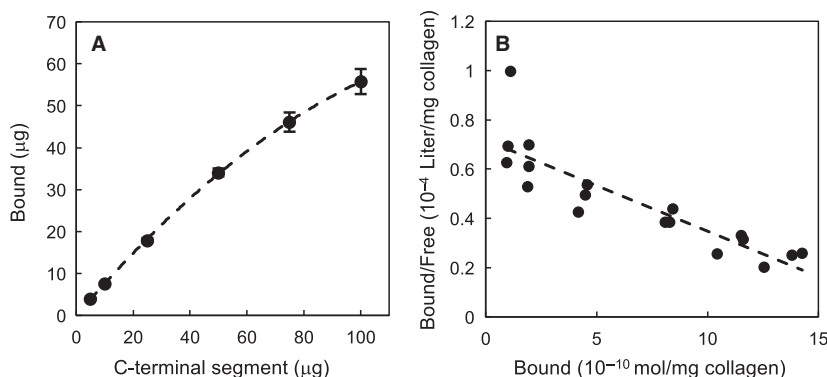 A
70
60
50
40
30
20
10
0
Bound (μg)
0 20 40 60 80 100
C-terminal segment (μg)
B
1.2
1
0.8
0.6
0.4
0.2
0
Bound/Free (10⁻⁴ Liter/mg collagen)
0 5 10 15
Bound (10⁻¹⁰ mol/mg collagen)